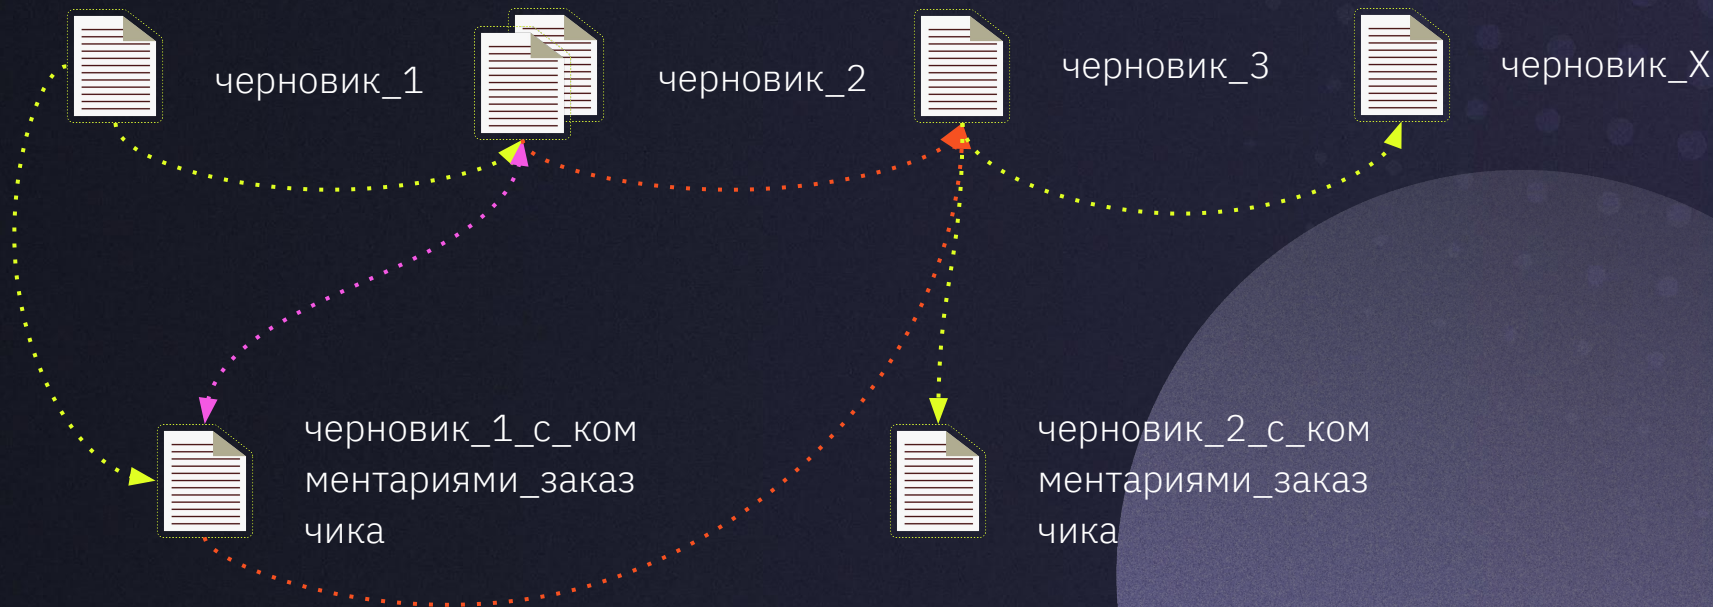 черновик_1
черновик_2
черновик_3
черновик_X
черновик_1_с_ком
ментариями_заказ
чика
черновик_2_с_ком
ментариями_заказ
чика